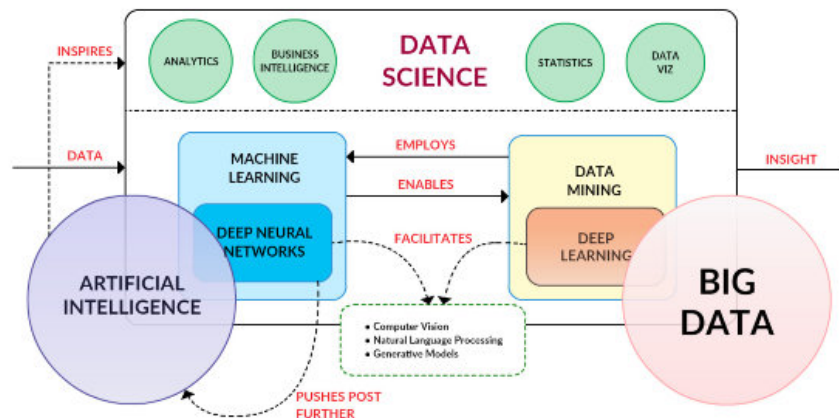 INSPIRES
ANALYTICS
BUSINESS
INTELLIGENCE
DATA
SCIENCE
STATISTICS
DATA
VIZ
DATA
MACHINE
LEARNING
EMPLOYS
ENABLES
DATA
MINING
INSIGHT
DEEP NEURAL
NETWORKS
FACILITATES
DEEP
LEARNING
ARTIFICIAL
INTELLIGENCE
BIG
DATA
• Computer Vision
• Natural Language Processing
• Generative Models
PUSHES POST
FURTHER